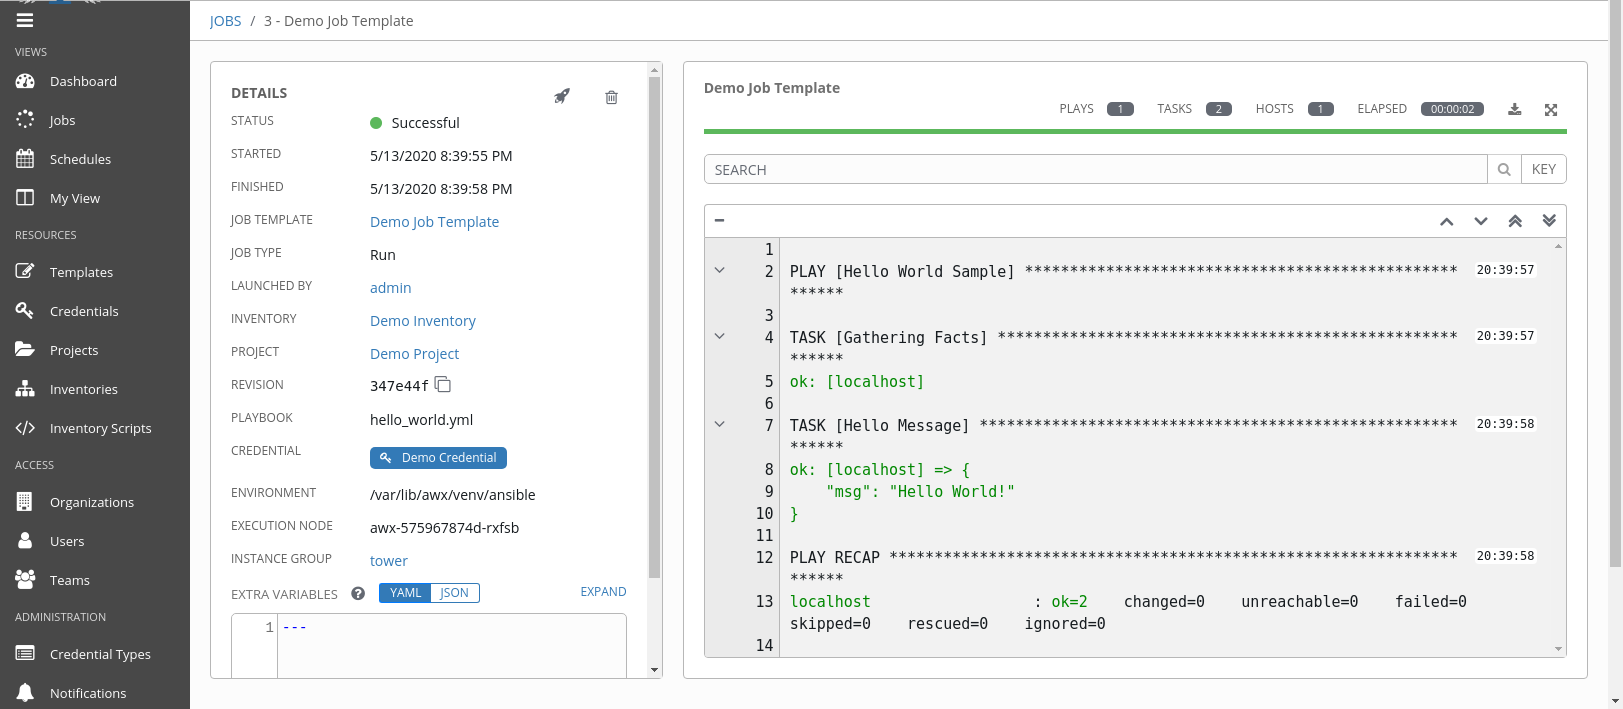 JOBS / 3 - Demo Job Template
VIEWS
Dashboard
Jobs
Schedules
My View
RESOURCES
Templates
Credentials
Projects
Inventories
Inventory Scripts
ACCESS
Organizations
Users
Teams
ADMINISTRATION
Credential Types
Notifications
DETAILS
STATUS Successful
STARTED 5/13/2020 8:39:55 PM
FINISHED 5/13/2020 8:39:58 PM
JOB TEMPLATE Demo Job Template
JOB TYPE Run
LAUNCHED BY admin
INVENTORY Demo Inventory
PROJECT Demo Project
REVISION 347e44f
PLAYBOOK hello_world.yml
CREDENTIAL Demo Credential
ENVIRONMENT /var/lib/awx/venv/ansible
EXECUTION NODE awx-575967874d-rxfsb
INSTANCE GROUP tower
EXTRA VARIABLES ? YAML JSON EXPAND
1 ---
Demo Job Template
PLAYS 1 TASKS 2 HOSTS 1 ELAPSED 00:00:02
SEARCH KEY
1
2 PLAY [Hello World Sample] ************************************************ 20:39:57
******
3
4 TASK [Gathering Facts] *************************************************** 20:39:57
******
5 ok: [localhost]
6
7 TASK [Hello Message] ***************************************************** 20:39:58
******
8 ok: [localhost] => {
9 "msg": "Hello World!"
10 }
11
12 PLAY RECAP *************************************************************** 20:39:58
******
13 localhost : ok=2 changed=0 unreachable=0 failed=0
skipped=0 rescued=0 ignored=0
14